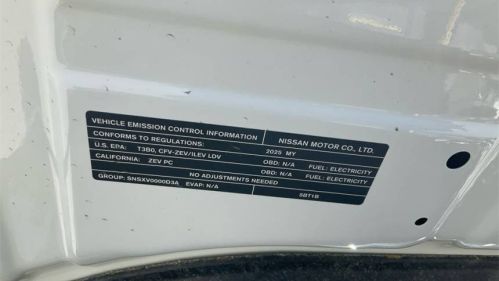 VEHICLE EMISSION CONTROL INFORMATION NISSAN MOTOR CO., LTD.
CONFORMS TO REGULATIONS: 2025 MY
U.S. EPA: T3B0, CFV-ZEV/ILEV LDV OBD: N/A FUEL: ELECTRICITY
CALIFORNIA: ZEV PC OBD: N/A FUEL: ELECTRICITY
NO ADJUSTMENTS NEEDED
GROUP: SNSXV0000D3A EVAP: N/A 5BT1B